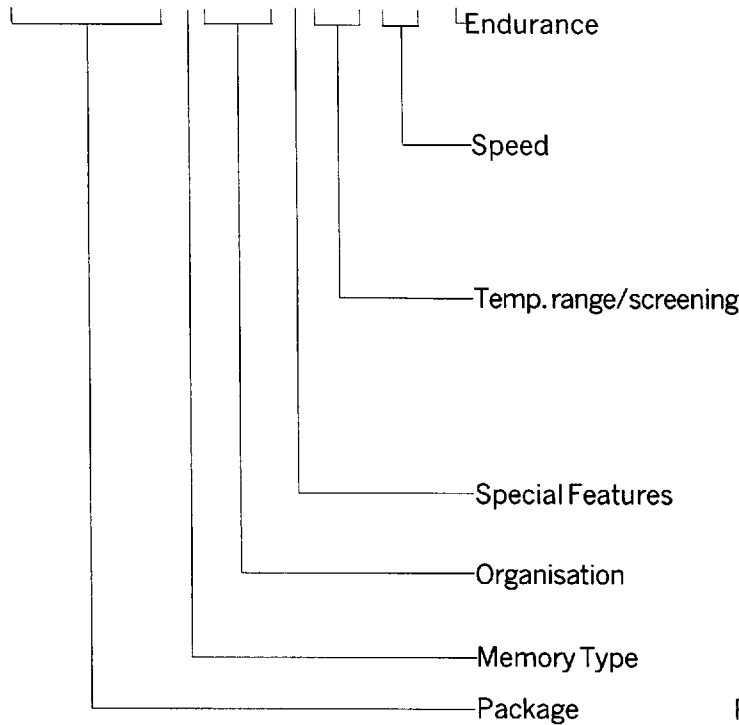 Endurance
Speed
Temp. range/screening
Special Features
Organisation
Memory Type
Package